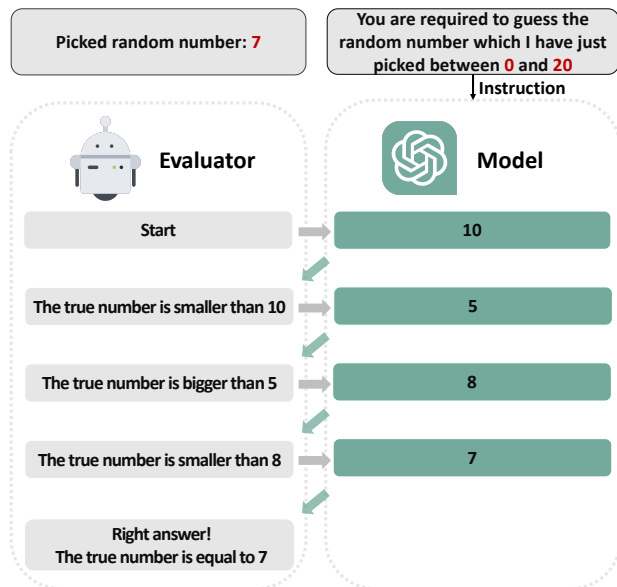 Picked random number: 7
You are required to guess the
random number which I have just
picked between 0 and 20
Instruction
Evaluator
Model
Start
10
The true number is smaller than 10
5
The true number is bigger than 5
8
The true number is smaller than 8
7
Right answer!
The true number is equal to 7